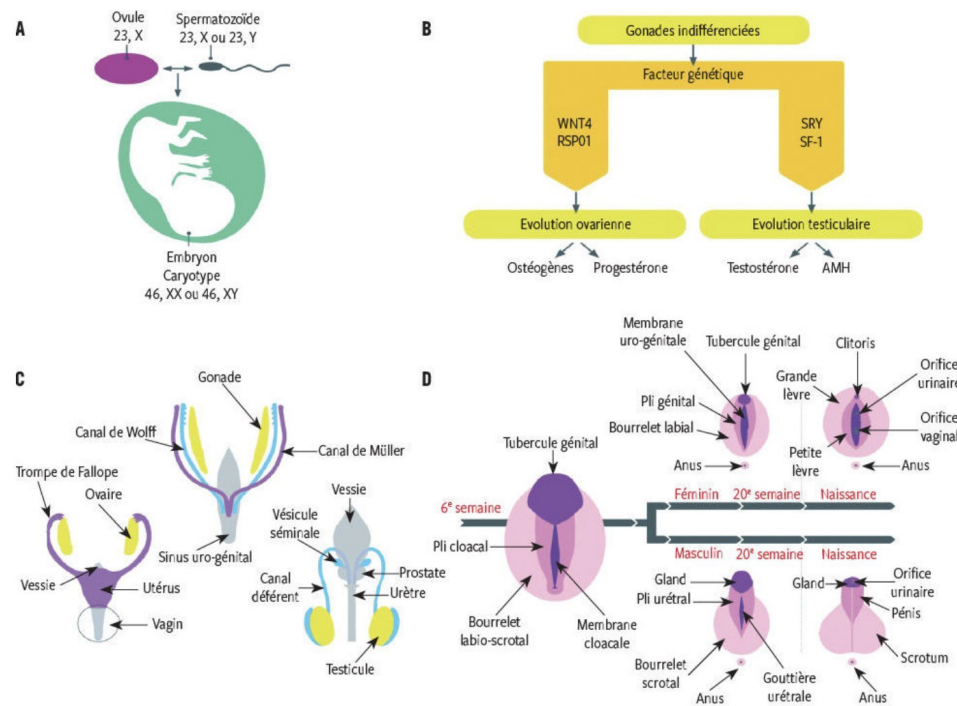 A
Ovule
23, X
Spermatozoïde
23, X ou 23, Y
Embryon
Caryotype
46, XX ou 46, XY
B
Gonades indifférenciées
Facteur génétique
WNT4
RSP01
SRY
SF-1
Evolution ovarienne
Evolution testiculaire
Ostéogènes
Progestérone
Testostérone
AMH
C
Gonade
Canal de Wolff
Canal de Müller
Trompe de Fallope
Ovaire
Vessie
Utérus
Vagin
Sinus uro-génital
Vessie
Vésicule
séminale
Prostate
Canal
déférent
Urètre
Testicule
D
Membrane
uro-génitale
Tubercule génital
Clitoris
Grande
lèvre
Orifice
urinaire
Pli génital
Bourrelet labial
Orifice
vaginal
Petite
lèvre
Anus
Anus
Tubercule génital
6e semaine
Féminin
20e semaine
Naissance
Masculin
20e semaine
Naissance
Pli cloacal
Bourrelet
labio-scrotal
Membrane
cloacale
Gland
Pli urétral
Bourrelet
scrotal
Gouttière
urétrale
Anus
Gland
Orifice
urinaire
Pénis
Scrotum
Anus